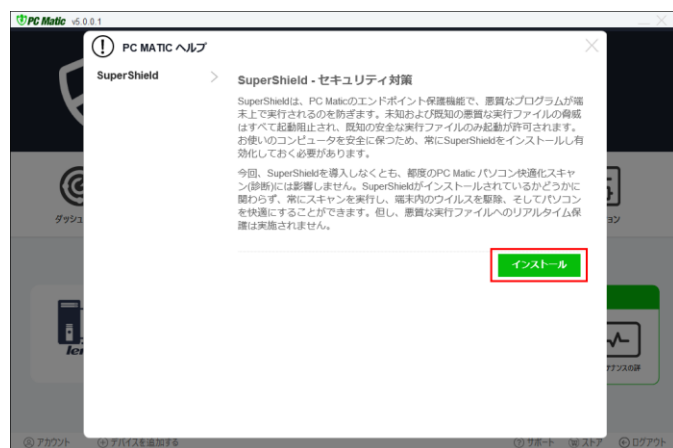 PC Matic v5.0.0.1
PC MATIC ヘルプ
SuperShield
SuperShield - セキュリティ対策
SuperShieldは、PC Maticのエンドポイント保護機能で、悪質なプログラムが端
末上で実行されるのを防ぎます。未知および既知の悪質な実行ファイルの脅威
はすべて起動阻止され、既知の安全な実行ファイルのみ起動が許可されます。
お使いのコンピュータを安全に保つため、常にSuperShieldをインストールし有
効化しておく必要があります。
今回、SuperShieldを導入しなくとも、都度のPC Matic パソコン快適化スキャ
ン(診断)には影響しません。SuperShieldがインストールされているかどうかに
関わらず、常にスキャンを実行し、端末内のウイルスを駆除、そしてパソコン
を快適にすることができます。但し、悪質な実行ファイルへのリアルタイム保
護は実施されません。
インストール
ダッシュ
ョン
len
アカウント
デバイスを追加する
サポート
ストア
ログアウト